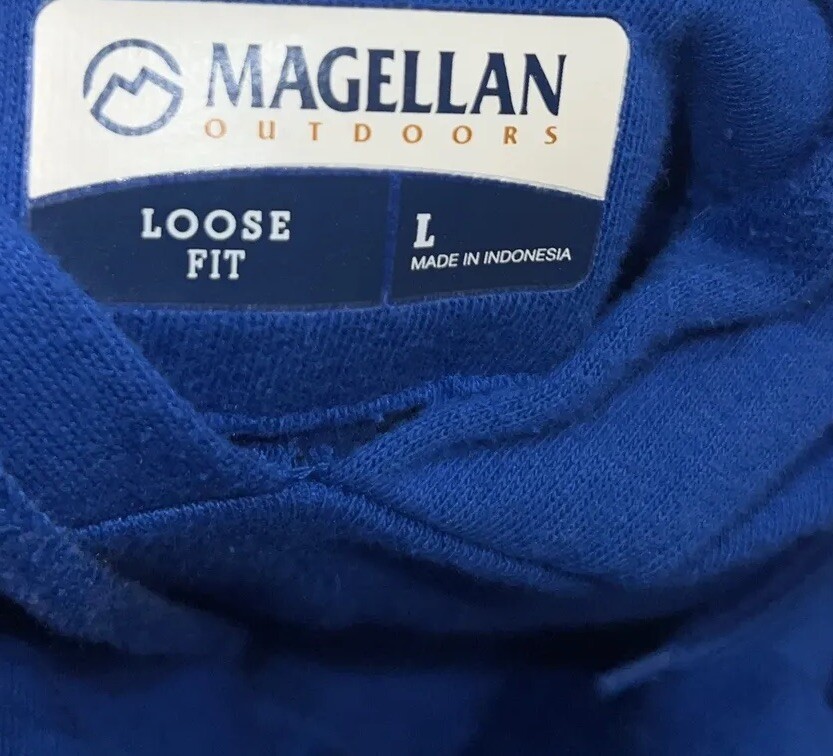 MAGELLAN
OUTDOORS
LOOSE
FIT
L
MADE IN INDONESIA